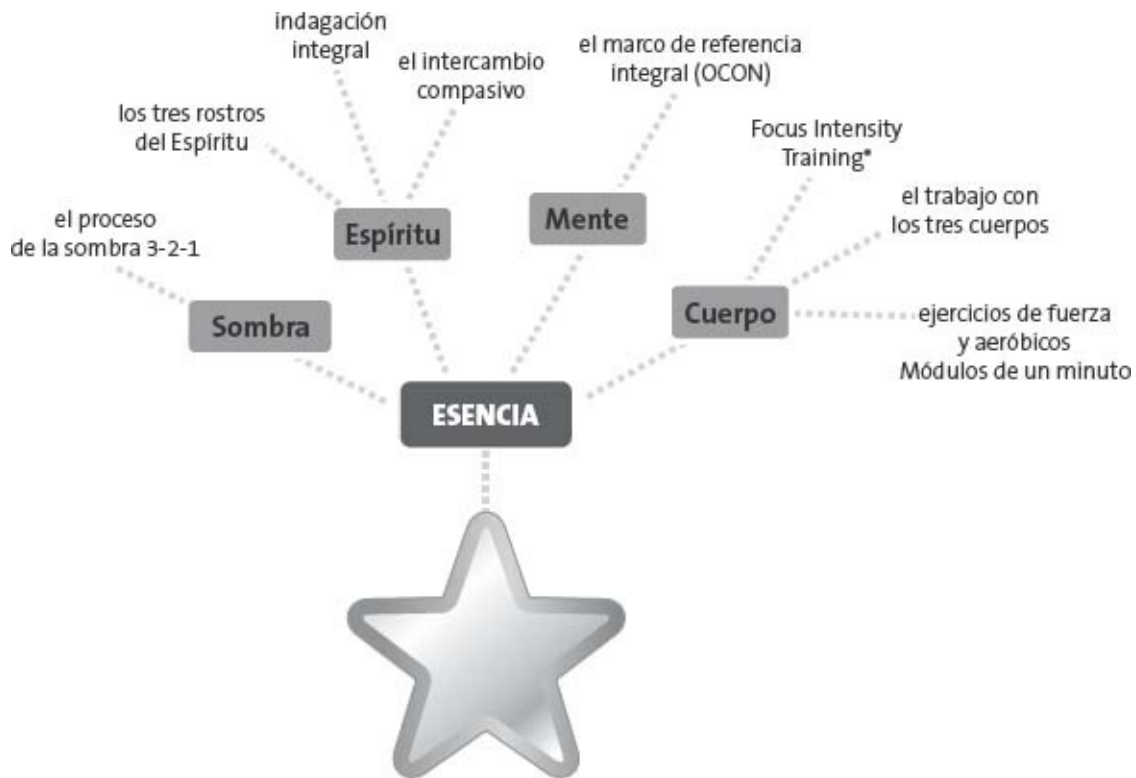 indagación
integral
el intercambio
compasivo
el marco de referencia
integral (OCON)
los tres rostros
del Espíritu
Focus Intensity
Training*
el proceso
de la sombra 3-2-1
el trabajo con
los tres cuerpos
Espíritu
Mente
Sombra
Cuerpo
ejercicios de fuerza
y aeróbicos
Módulos de un minuto
ESENCIA